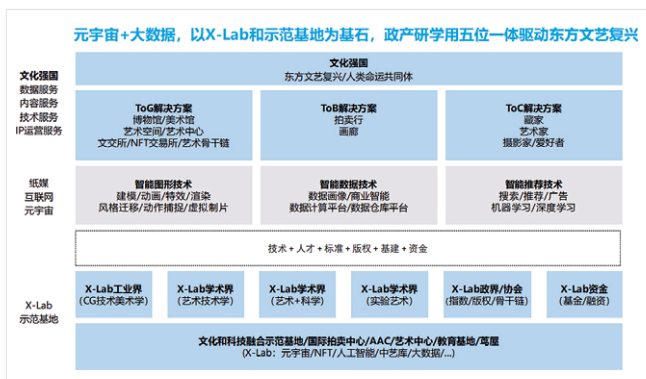 元宇宙+大数据，以X-Lab和示范基地为基石，政产研学用五位一体驱动东方文艺复兴
文化强国
数据服务
内容服务
技术服务
IP运营服务
文化强国
东方文艺复兴/人类命运共同体
ToG解决方案
博物馆/美术馆
艺术空间/艺术中心
文交所/NFT交易所/艺术骨干链
ToB解决方案
拍卖行
画廊
ToC解决方案
藏家
艺术家
摄影家/爱好者
纸媒
互联网
元宇宙
智能图形技术
建模/动画/特效/渲染
风格迁移/动作捕捉/虚拟制片
智能数据技术
数据画像/商业智能
数据计算平台/数据仓库平台
智能推荐技术
搜索/推荐/广告
机器学习/深度学习
技术+人才+标准+版权+基建+资金
X-Lab
示范基地
X-Lab工业界
(CG技术美术学)
X-Lab学术界
(艺术技术学)
X-Lab学术界
(艺术+科学)
X-Lab学术界
(实验艺术)
X-Lab政界/协会
(指数/版权/骨干链)
X-Lab资金
(基金/融资)
文化和科技融合示范基地/国际拍卖中心/AAC/艺术中心/教育基地/茑屋
(X-Lab：元宇宙/NFT/人工智能/中艺库/大数据/...)